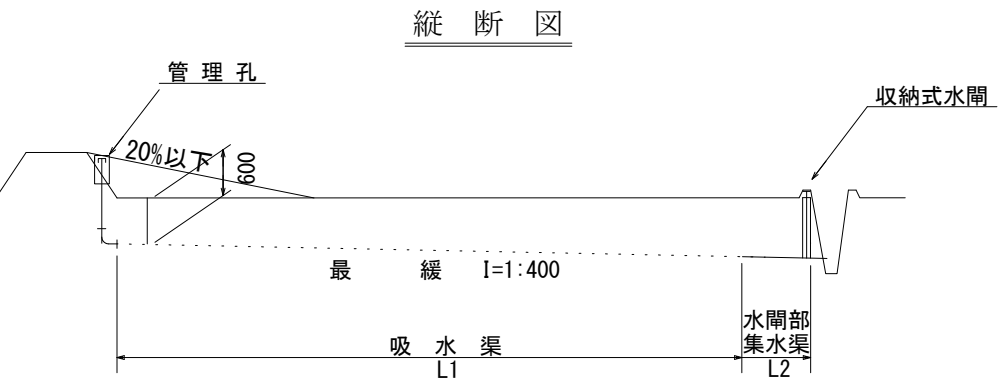 縦断図
管理孔
収納式水閘
20%以下
600
最緩 I=1:400
水閘部
集水渠
吸水渠
L1
L2